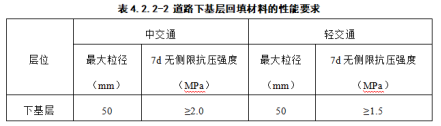 表4.2.2-2 道路下基层回填材料的性能要求
层位 中交通 轻交通
最大粒径（mm） 7d 无侧限抗压强度（MPa） 最大粒径（mm） 7d 无侧限抗压强度（MPa）
下基层 50 ≥2.0 50 ≥1.5